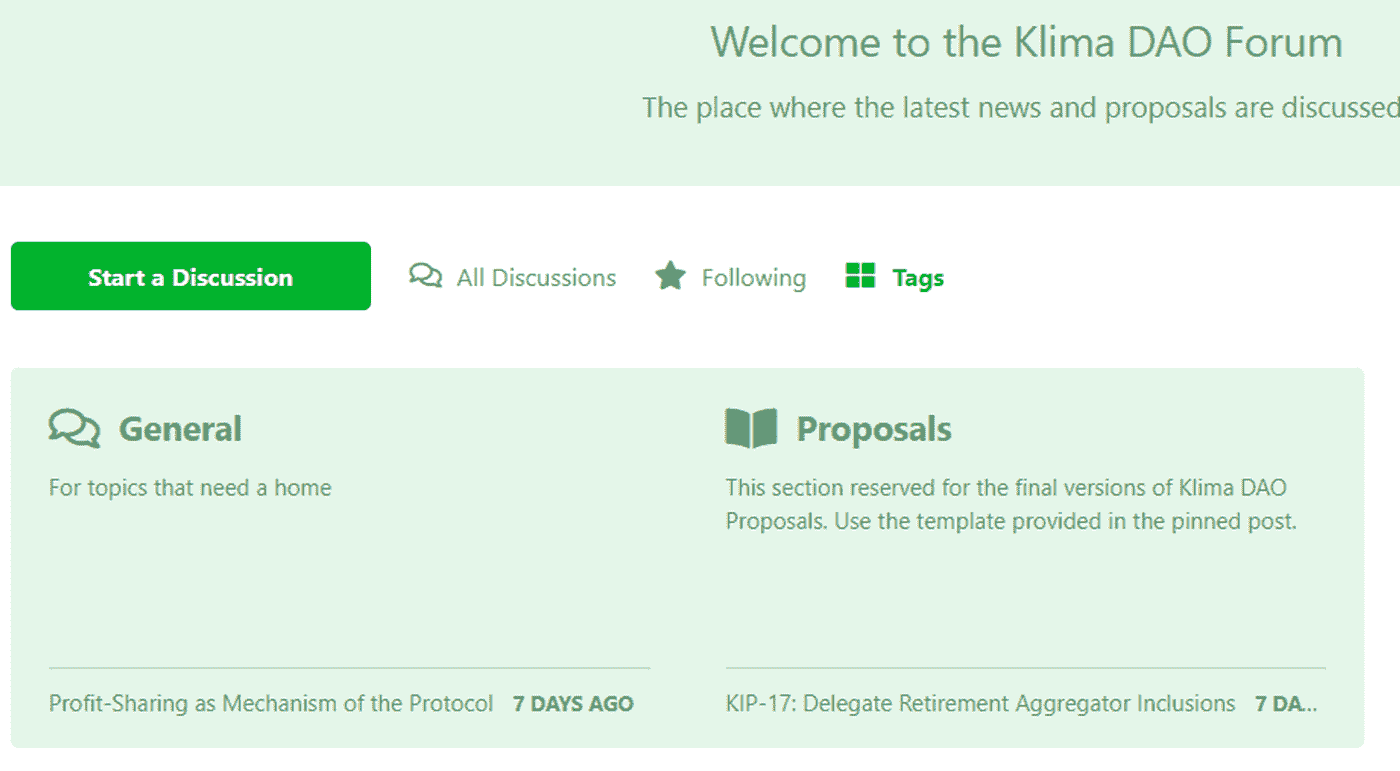 Welcome to the Klima DAO Forum
The place where the latest news and proposals are discussed
Start a Discussion
All Discussions
Following
Tags
General
For topics that need a home
Profit-Sharing as Mechanism of the Protocol 7 DAYS AGO
Proposals
This section reserved for the final versions of Klima DAO
Proposals. Use the template provided in the pinned post.
KIP-17: Delegate Retirement Aggregator Inclusions 7 DA...